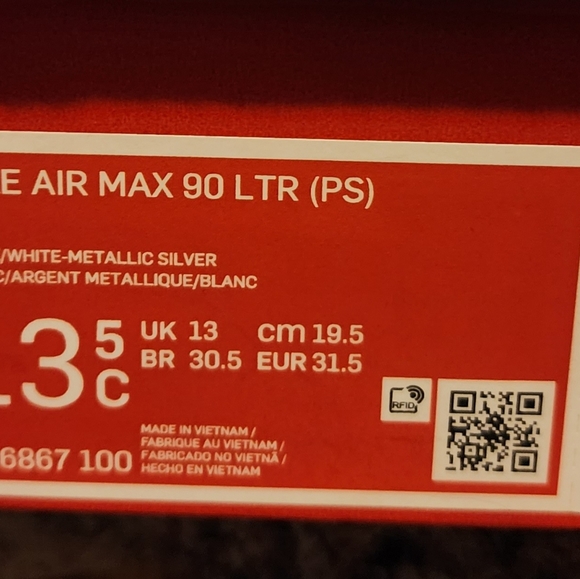 E AIR MAX 90 LTR (PS)
/WHITE-METALLIC SILVER
C/ARGENT METALLIQUE/BLANC
13 5 C
UK 13 cm 19.5
BR 30.5 EUR 31.5
RFID
MADE IN VIETNAM /
FABRIQUE AU VIETNAM /
FABRICADO NO VIETNÃ /
HECHO EN VIETNAM
6867 100